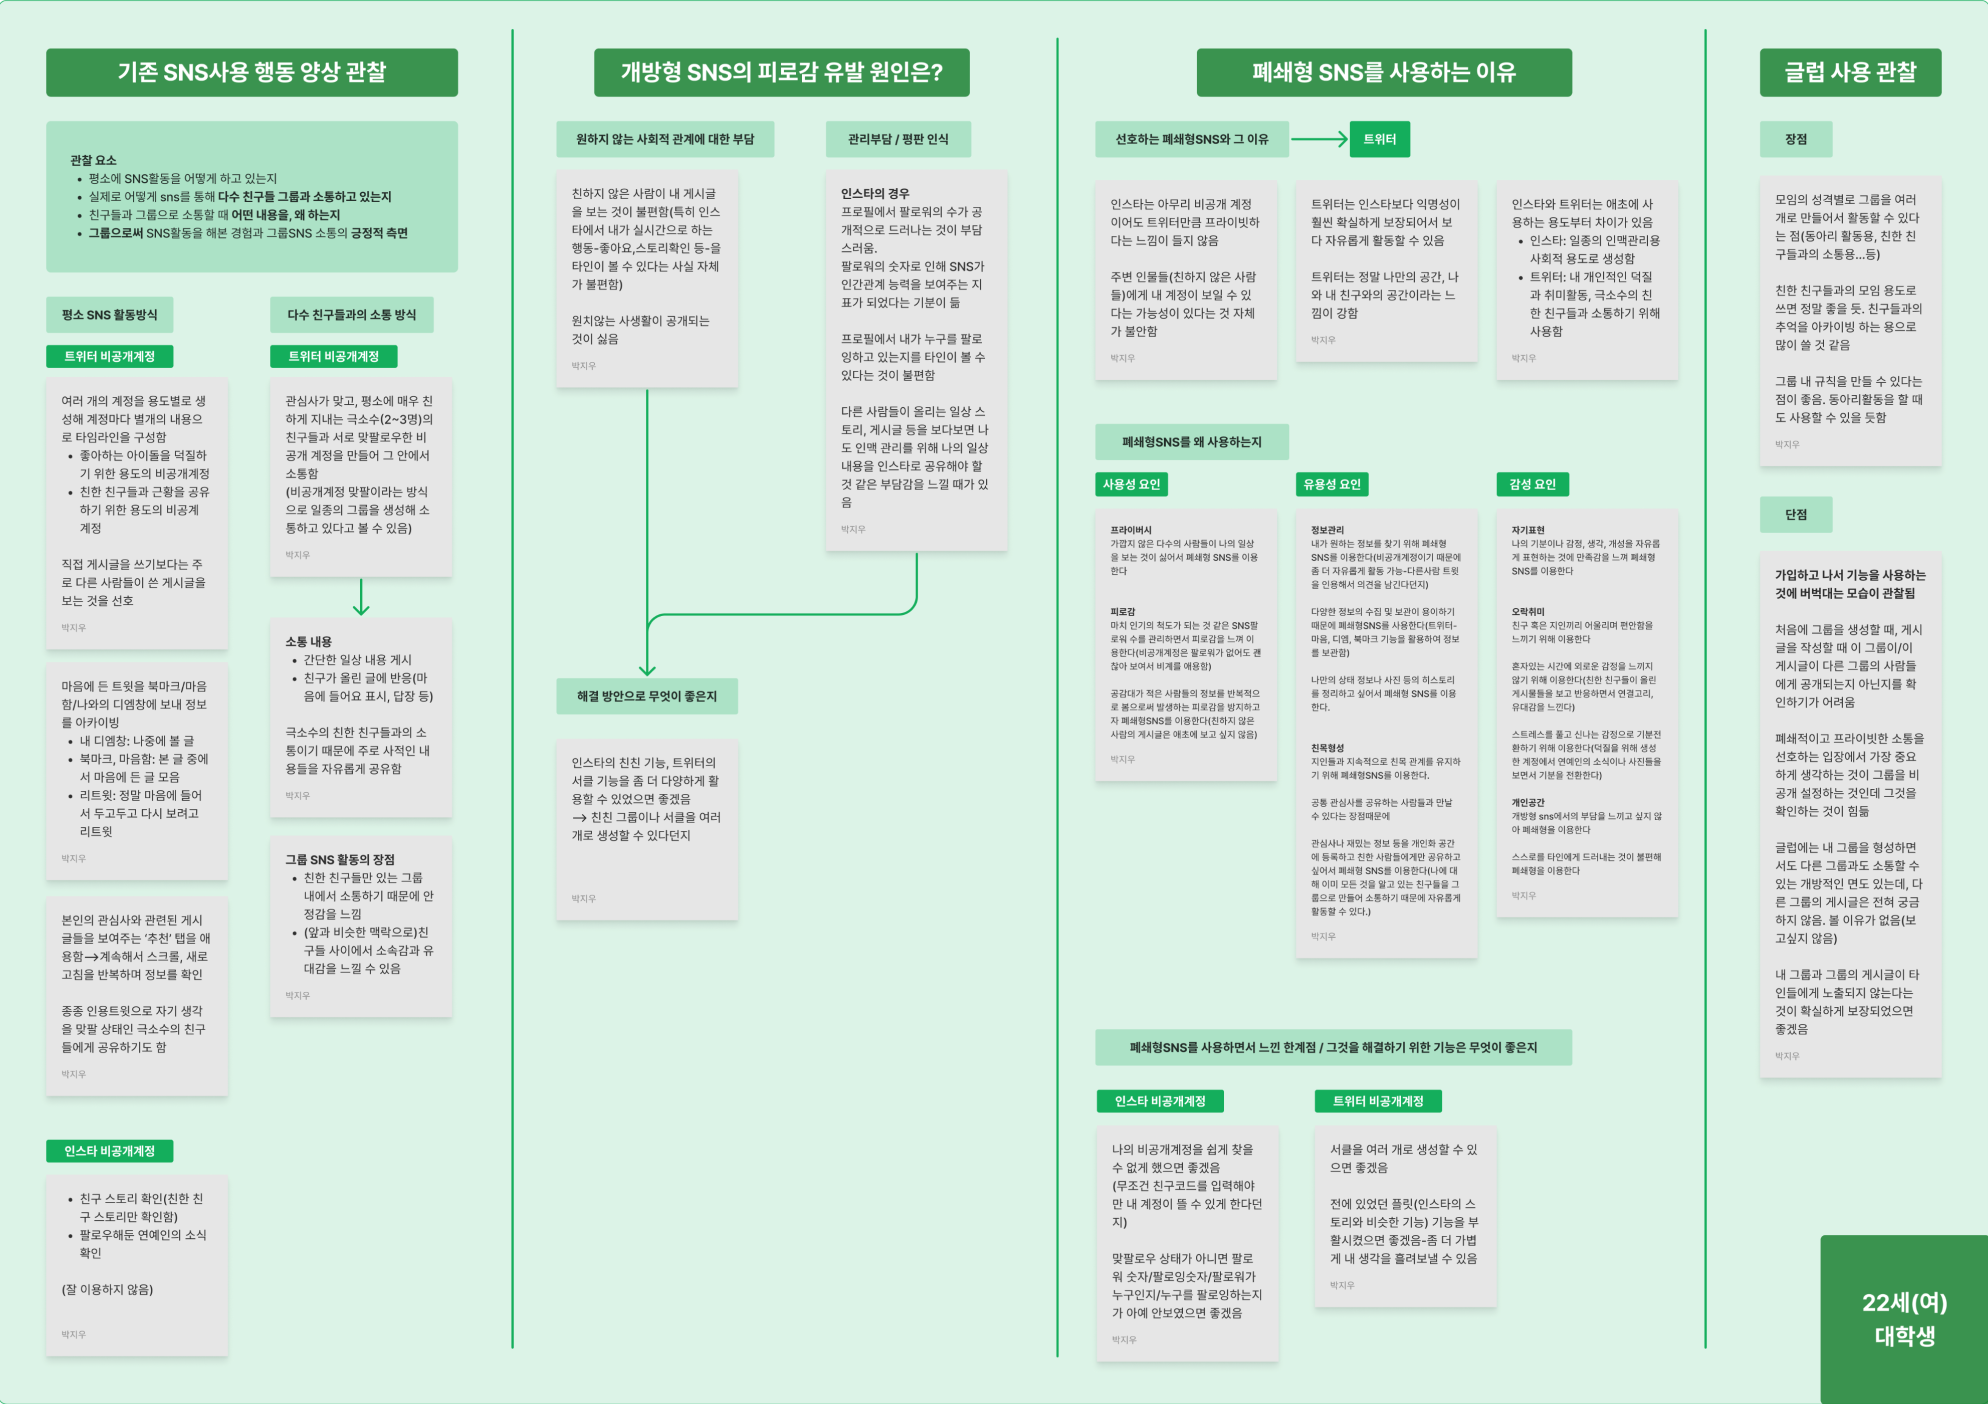 기존 SNS사용 행동 양상 관찰
관찰 요소
• 평소에 SNS활동을 어떻게 하고 있는지
• 실제로 어떻게 sns를 통해 다수 친구들 그룹과 소통하고 있는지
• 친구들과 그룹으로 소통할 때 어떤 내용을, 왜 하는지
• 그룹으로써 SNS활동을 해본 경험과 그룹SNS 소통의 긍정적 측면
평소 SNS 활동방식
트위터 비공개계정
여러 개의 계정을 용도별로 생
성해 계정마다 별개의 내용으
로 타임라인을 구성함
• 좋아하는 아이돌을 덕질하
기 위한 용도의 비공개계정
• 친한 친구들과 근황을 공유
하기 위한 용도의 비공계
계정
직접 게시글을 쓰기보다는 주
로 다른 사람들이 쓴 게시글을
보는 것을 선호
박지우
마음에 든 트윗을 북마크/마음
함/나와의 디엠창에 보내 정보
를 아카이빙
• 내 디엠창: 나중에 볼 글
• 북마크, 마음함: 본 글 중에
서 마음에 든 글 모음
• 리트윗: 정말 마음에 들어
서 두고두고 다시 보려고
리트윗
박지우
본인의 관심사와 관련된 게시
글들을 보여주는 ‘추천’ 탭을 애
용함→계속해서 스크롤, 새로
고침을 반복하며 정보를 확인
종종 인용트윗으로 자기 생각
을 맞팔 상태인 극소수의 친구
들에게 공유하기도 함
박지우
인스타 비공개계정
• 친구 스토리 확인(친한 친
구 스토리만 확인함)
• 팔로우해둔 연예인의 소식
확인
(잘 이용하지 않음)
박지우
다수 친구들과의 소통 방식
트위터 비공개계정
관심사가 맞고, 평소에 매우 친
하게 지내는 극소수(2~3명)의
친구들과 서로 맞팔로우한 비
공개 계정을 만들어 그 안에서
소통함
(비공개계정 맞팔이라는 방식
으로 일종의 그룹을 생성해 소
통하고 있다고 볼 수 있음)
박지우
소통 내용
• 간단한 일상 내용 게시
• 친구가 올린 글에 반응(마
음에 들어요 표시, 답장 등)
극소수의 친한 친구들과의 소
통이기 때문에 주로 사적인 내
용들을 자유롭게 공유함
박지우
그룹 SNS 활동의 장점
• 친한 친구들만 있는 그룹
내에서 소통하기 때문에 안
정감을 느낌
• (앞과 비슷한 맥락으로)친
구들 사이에서 소속감과 유
대감을 느낄 수 있음
박지우
개방형 SNS의 피로감 유발 원인은?
원하지 않는 사회적 관계에 대한 부담
친하지 않은 사람이 내 게시글
을 보는 것이 불편함(특히 인스
타에서 내가 실시간으로 하는
행동-좋아요,스토리확인 등-을
타인이 볼 수 있다는 사실 자체
가 불편함)
원치않는 사생활이 공개되는
것이 싫음
박지우
관리부담 / 평판 인식
인스타의 경우
프로필에서 팔로워의 수가 공
개적으로 드러나는 것이 부담
스러움.
팔로워의 숫자로 인해 SNS가
인간관계 능력을 보여주는 지
표가 되었다는 기분이 듦
프로필에서 내가 누구를 팔로
잉하고 있는지를 타인이 볼 수
있다는 것이 불편함
다른 사람들이 올리는 일상 스
토리, 게시글 등을 보다보면 나
도 인맥 관리를 위해 나의 일상
내용을 인스타로 공유해야 할
것 같은 부담감을 느낄 때가 있
음
박지우
해결 방안으로 무엇이 좋은지
인스타의 친친 기능, 트위터의
서클 기능을 좀 더 다양하게 활
용할 수 있었으면 좋겠음
→ 친친 그룹이나 서클을 여러
개로 생성할 수 있다던지
박지우
폐쇄형 SNS를 사용하는 이유
선호하는 폐쇄형SNS와 그 이유
트위터
인스타는 아무리 비공개 계정
이어도 트위터만큼 프라이빗하
다는 느낌이 들지 않음
주변 인물들(친하지 않은 사람
들)에게 내 계정이 보일 수 있
다는 가능성이 있다는 것 자체
가 불안함
박지우
트위터는 인스타보다 익명성이
훨씬 확실하게 보장되어서 보
다 자유롭게 활동할 수 있음
트위터는 정말 나만의 공간, 나
와 내 친구와의 공간이라는 느
낌이 강함
박지우
인스타와 트위터는 애초에 사
용하는 용도부터 차이가 있음
• 인스타: 일종의 인맥관리용
사회적 용도로 생성함
• 트위터: 내 개인적인 덕질
과 취미활동, 극소수의 친
한 친구들과 소통하기 위해
사용함
박지우
폐쇄형SNS를 왜 사용하는지
사용성 요인
프라이버시
가깝지 않은 다수의 사람들이 나의 일상
을 보는 것이 싫어서 폐쇄형 SNS를 이용
한다
피로감
마치 인기의 척도가 되는 것 같은 SNS팔
로워 수를 관리하면서 피로감을 느껴 이
용한다(비공개계정은 팔로워가 없어도 괜
찮아 보여서 비계를 애용함)
공감대가 적은 사람들의 정보를 반복적으
로 봄으로써 발생하는 피로감을 방지하고
자 폐쇄형SNS를 이용한다(친하지 않은
사람의 게시글은 애초에 보고 싶지 않음)
박지우
유용성 요인
정보관리
내가 원하는 정보를 찾기 위해 폐쇄형
SNS를 이용한다(비공개계정이기 때문에
좀 더 자유롭게 활동 가능-다른사람 트윗
을 인용해서 의견을 남긴다던지)
다양한 정보의 수집 및 보관이 용이하기
때문에 폐쇄형SNS를 사용한다(트위터-
마음, 디엠, 북마크 기능을 활용하여 정보
를 보관함)
나만의 상태 정보나 사진 등의 히스토리
를 정리하고 싶어서 폐쇄형 SNS를 이용
한다.
친목형성
지인들과 지속적으로 친목 관계를 유지하
기 위해 폐쇄형SNS를 이용한다.
공통 관심사를 공유하는 사람들과 만날
수 있다는 장점때문에
관심사나 재밌는 정보 등을 개인화 공간
에 등록하고 친한 사람들에게만 공유하고
싶어서 폐쇄형 SNS를 이용한다(나에 대
해 이미 모든 것을 알고 있는 친구들을 그
룹으로 만들어 소통하기 때문에 자유롭게
활동할 수 있다.)
박지우
감성 요인
자기표현
나의 기분이나 감정, 생각, 개성을 자유롭
게 표현하는 것에 만족감을 느껴 폐쇄형
SNS를 이용한다
오락취미
친구 혹은 지인끼리 어울리며 편안함을
느끼기 위해 이용한다
혼자있는 시간에 외로운 감정을 느끼지
않기 위해 이용한다(친한 친구들이 올린
게시물들을 보고 반응하면서 연결고리,
유대감을 느낀다)
스트레스를 풀고 신나는 감정으로 기분전
환하기 위해 이용한다(덕질을 위해 생성
한 계정에서 연예인의 소식이나 사진들을
보면서 기분을 전환한다)
개인공간
개방형 sns에서의 부담을 느끼고 싶지 않
아 폐쇄형을 이용한다
스스로를 타인에게 드러내는 것이 불편해
폐쇄형을 이용한다
박지우
폐쇄형SNS를 사용하면서 느낀 한계점 / 그것을 해결하기 위한 기능은 무엇이 좋은지
인스타 비공개계정
나의 비공개계정을 쉽게 찾을
수 없게 했으면 좋겠음
(무조건 친구코드를 입력해야
만 내 계정이 뜰 수 있게 한다던
지)
맞팔로우 상태가 아니면 팔로
워 숫자/팔로잉숫자/팔로워가
누구인지/누구를 팔로잉하는지
가 아예 안보였으면 좋겠음
박지우
트위터 비공개계정
서클을 여러 개로 생성할 수 있
으면 좋겠음
전에 있었던 플릿(인스타의 스
토리와 비슷한 기능) 기능을 부
활시켰으면 좋겠음-좀 더 가볍
게 내 생각을 흘려보낼 수 있음
박지우
글럽 사용 관찰
장점
모임의 성격별로 그룹을 여러
개로 만들어서 활동할 수 있다
는 점(동아리 활동용, 친한 친
구들과의 소통용...등)
친한 친구들과의 모임 용도로
쓰면 정말 좋을 듯. 친구들과의
추억을 아카이빙 하는 용으로
많이 쓸 것 같음
그룹 내 규칙을 만들 수 있다는
점이 좋음. 동아리활동을 할 때
도 사용할 수 있을 듯함
박지우
단점
가입하고 나서 기능을 사용하는
것에 버벅대는 모습이 관찰됨
처음에 그룹을 생성할 때, 게시
글을 작성할 때 이 그룹이/이
게시글이 다른 그룹의 사람들
에게 공개되는지 아닌지를 확
인하기가 어려움
폐쇄적이고 프라이빗한 소통을
선호하는 입장에서 가장 중요
하게 생각하는 것이 그룹을 비
공개 설정하는 것인데 그것을
확인하는 것이 힘듦
글럽에는 내 그룹을 형성하면
서도 다른 그룹과도 소통할 수
있는 개방적인 면도 있는데, 다
른 그룹의 게시글은 전혀 궁금
하지 않음. 볼 이유가 없음(보
고싶지 않음)
내 그룹과 그룹의 게시글이 타
인들에게 노출되지 않는다는
것이 확실하게 보장되었으면
좋겠음
박지우
22세(여)
대학생